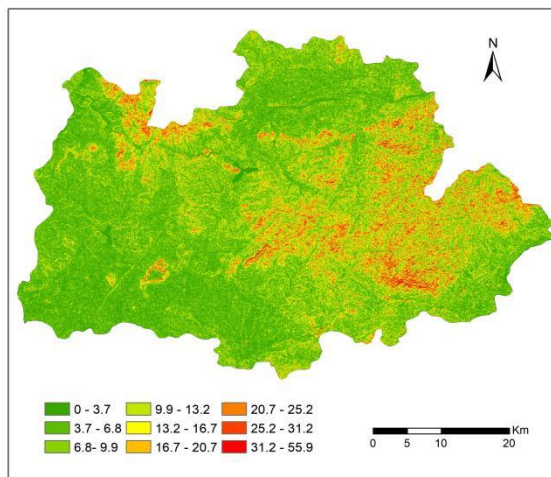 N
0 - 3.7
3.7 - 6.8
6.8- 9.9
9.9 - 13.2
13.2 - 16.7
16.7 - 20.7
20.7 - 25.2
25.2 - 31.2
31.2 - 55.9
Km
0 5 10 20